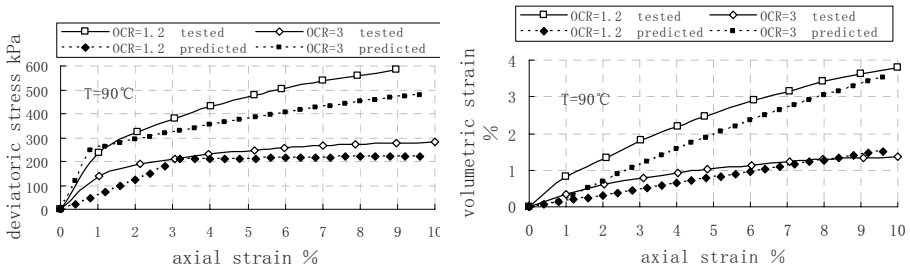 OCR=1.2 tested
OCR=3 tested
OCR=1.2 predicted
OCR=3 predicted
deviatoric stress kPa
600
500
400
300
200
100
0
T=90℃
0 1 2 3 4 5 6 7 8 9 10
axial strain %
OCR=1.2 tested
OCR=3 tested
OCR=1.2 predicted
OCR=3 predicted
volumetric strain
%
4
3
2
1
0
T=90℃
0 1 2 3 4 5 6 7 8 9 10
axial strain %